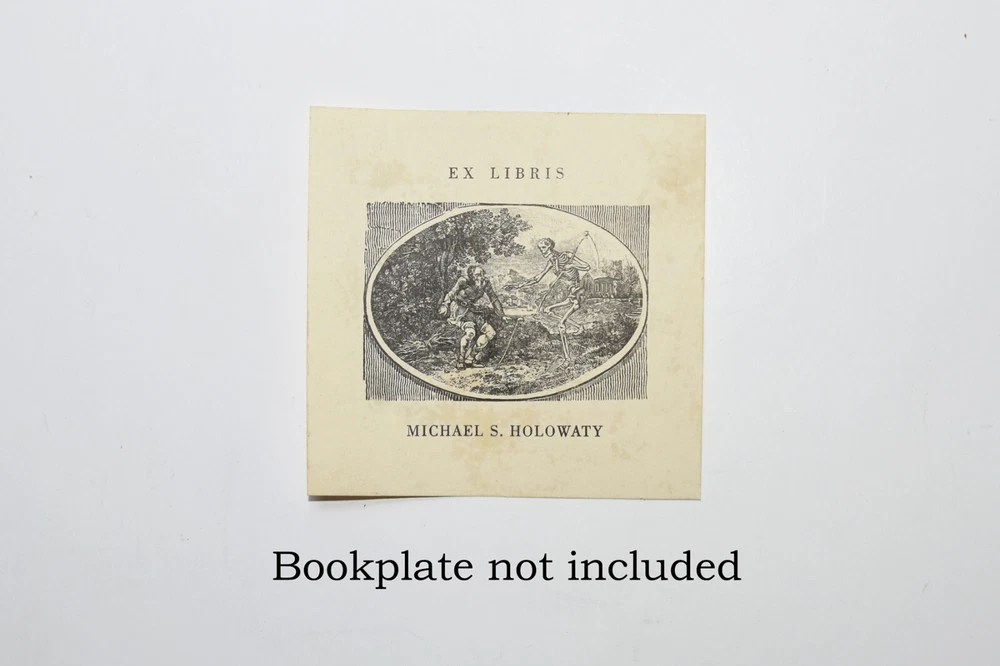 EX LIBRIS
MICHAEL S. HOLOWATY
Bookplate not included